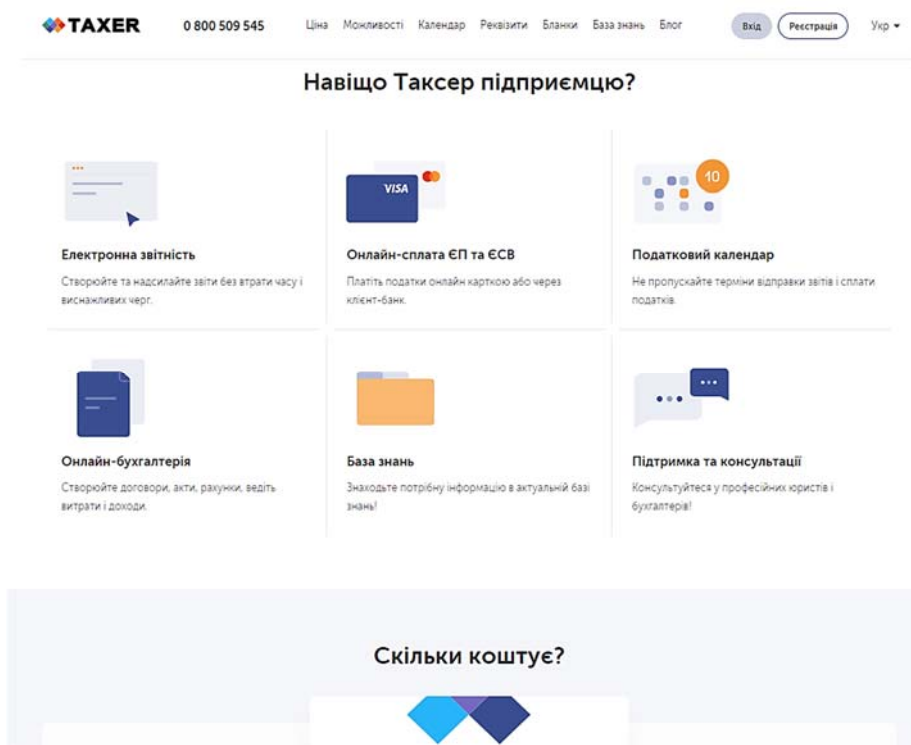 TAXER 0 800 509 545 Ціна Можливості Календар Реквізити Бланки База знань Блог Вхід Реєстрація Укр
Навіщо Таксер підприємцю?
VISA
10
Електронна звітність
Створюйте та надсилайте звіти без втрати часу і
виснажливих черг.
Онлайн-сплата ЄП та ЄСВ
Платіть податки онлайн карткою або через
клієнт-банк.
Податковий календар
Не пропускайте терміни відправки звітів і сплати
податків.
Онлайн-бухгалтерія
Створюйте договори, акти, рахунки, ведіть
витрати і доходи.
База знань
Знаходьте потрібну інформацію в актуальній базі
знань!
Підтримка та консультації
Консультуйтеся у професійних юристів і
бухгалтерів!
Скільки коштує?